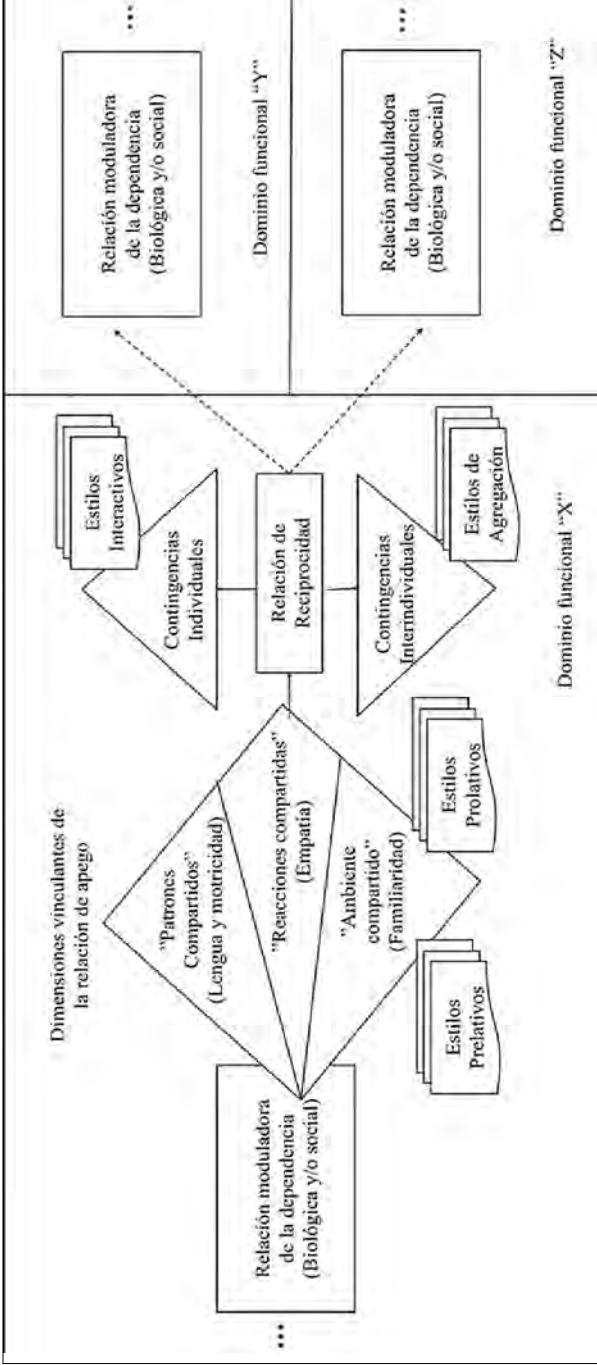 ...
Relación moduladora
de la dependencia
(Biológica y/o social)
Dimensiones vinculantes de
la relación de apego
"Patrones
Compartidos"
(Lengua y motricidad)
"Reacciones compartidas"
(Empatía)
"Ambiente
compartido"
(Familiaridad)
Estilos
Prelativos
Estilos
Prolativos
Contingencias
Individuales
Estilos
Interactivos
Relación de
Reciprocidad
Contingencias
Interindividuales
Estilos de
Agregación
Dominio funcional "X"
Relación moduladora
de la dependencia
(Biológica y/o social)
...
Dominio funcional "Y"
Relación moduladora
de la dependencia
(Biológica y/o social)
...
Dominio funcional "Z"